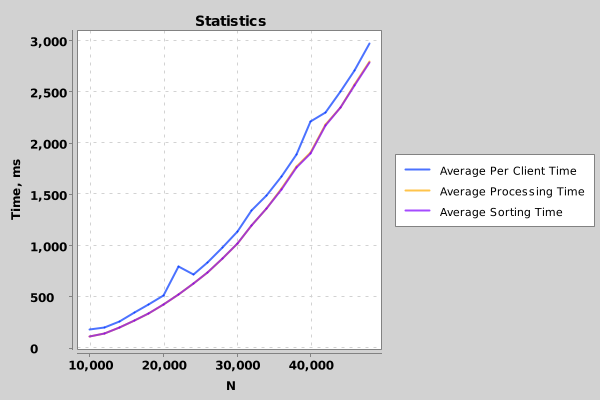 Statistics
3,000
2,500
2,000
1,500
1,000
500
0
Time, ms
10,000 20,000 30,000 40,000
N
Average Per Client Time
Average Processing Time
Average Sorting Time